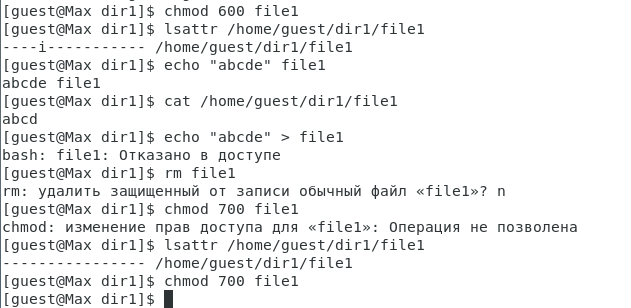 [guest@Max dir1]$ chmod 600 file1
[guest@Max dir1]$ lsattr /home/guest/dir1/file1
----i----------- /home/guest/dir1/file1
[guest@Max dir1]$ echo "abcde" file1
abcde file1
[guest@Max dir1]$ cat /home/guest/dir1/file1
abcd
[guest@Max dir1]$ echo "abcde" > file1
bash: file1: Отказано в доступе
[guest@Max dir1]$ rm file1
rm: удалить защищенный от записи обычный файл «file1»? n
[guest@Max dir1]$ chmod 700 file1
chmod: изменение прав доступа для «file1»: Операция не позволена
[guest@Max dir1]$ lsattr /home/guest/dir1/file1
---------------- /home/guest/dir1/file1
[guest@Max dir1]$ chmod 700 file1
[guest@Max dir1]$